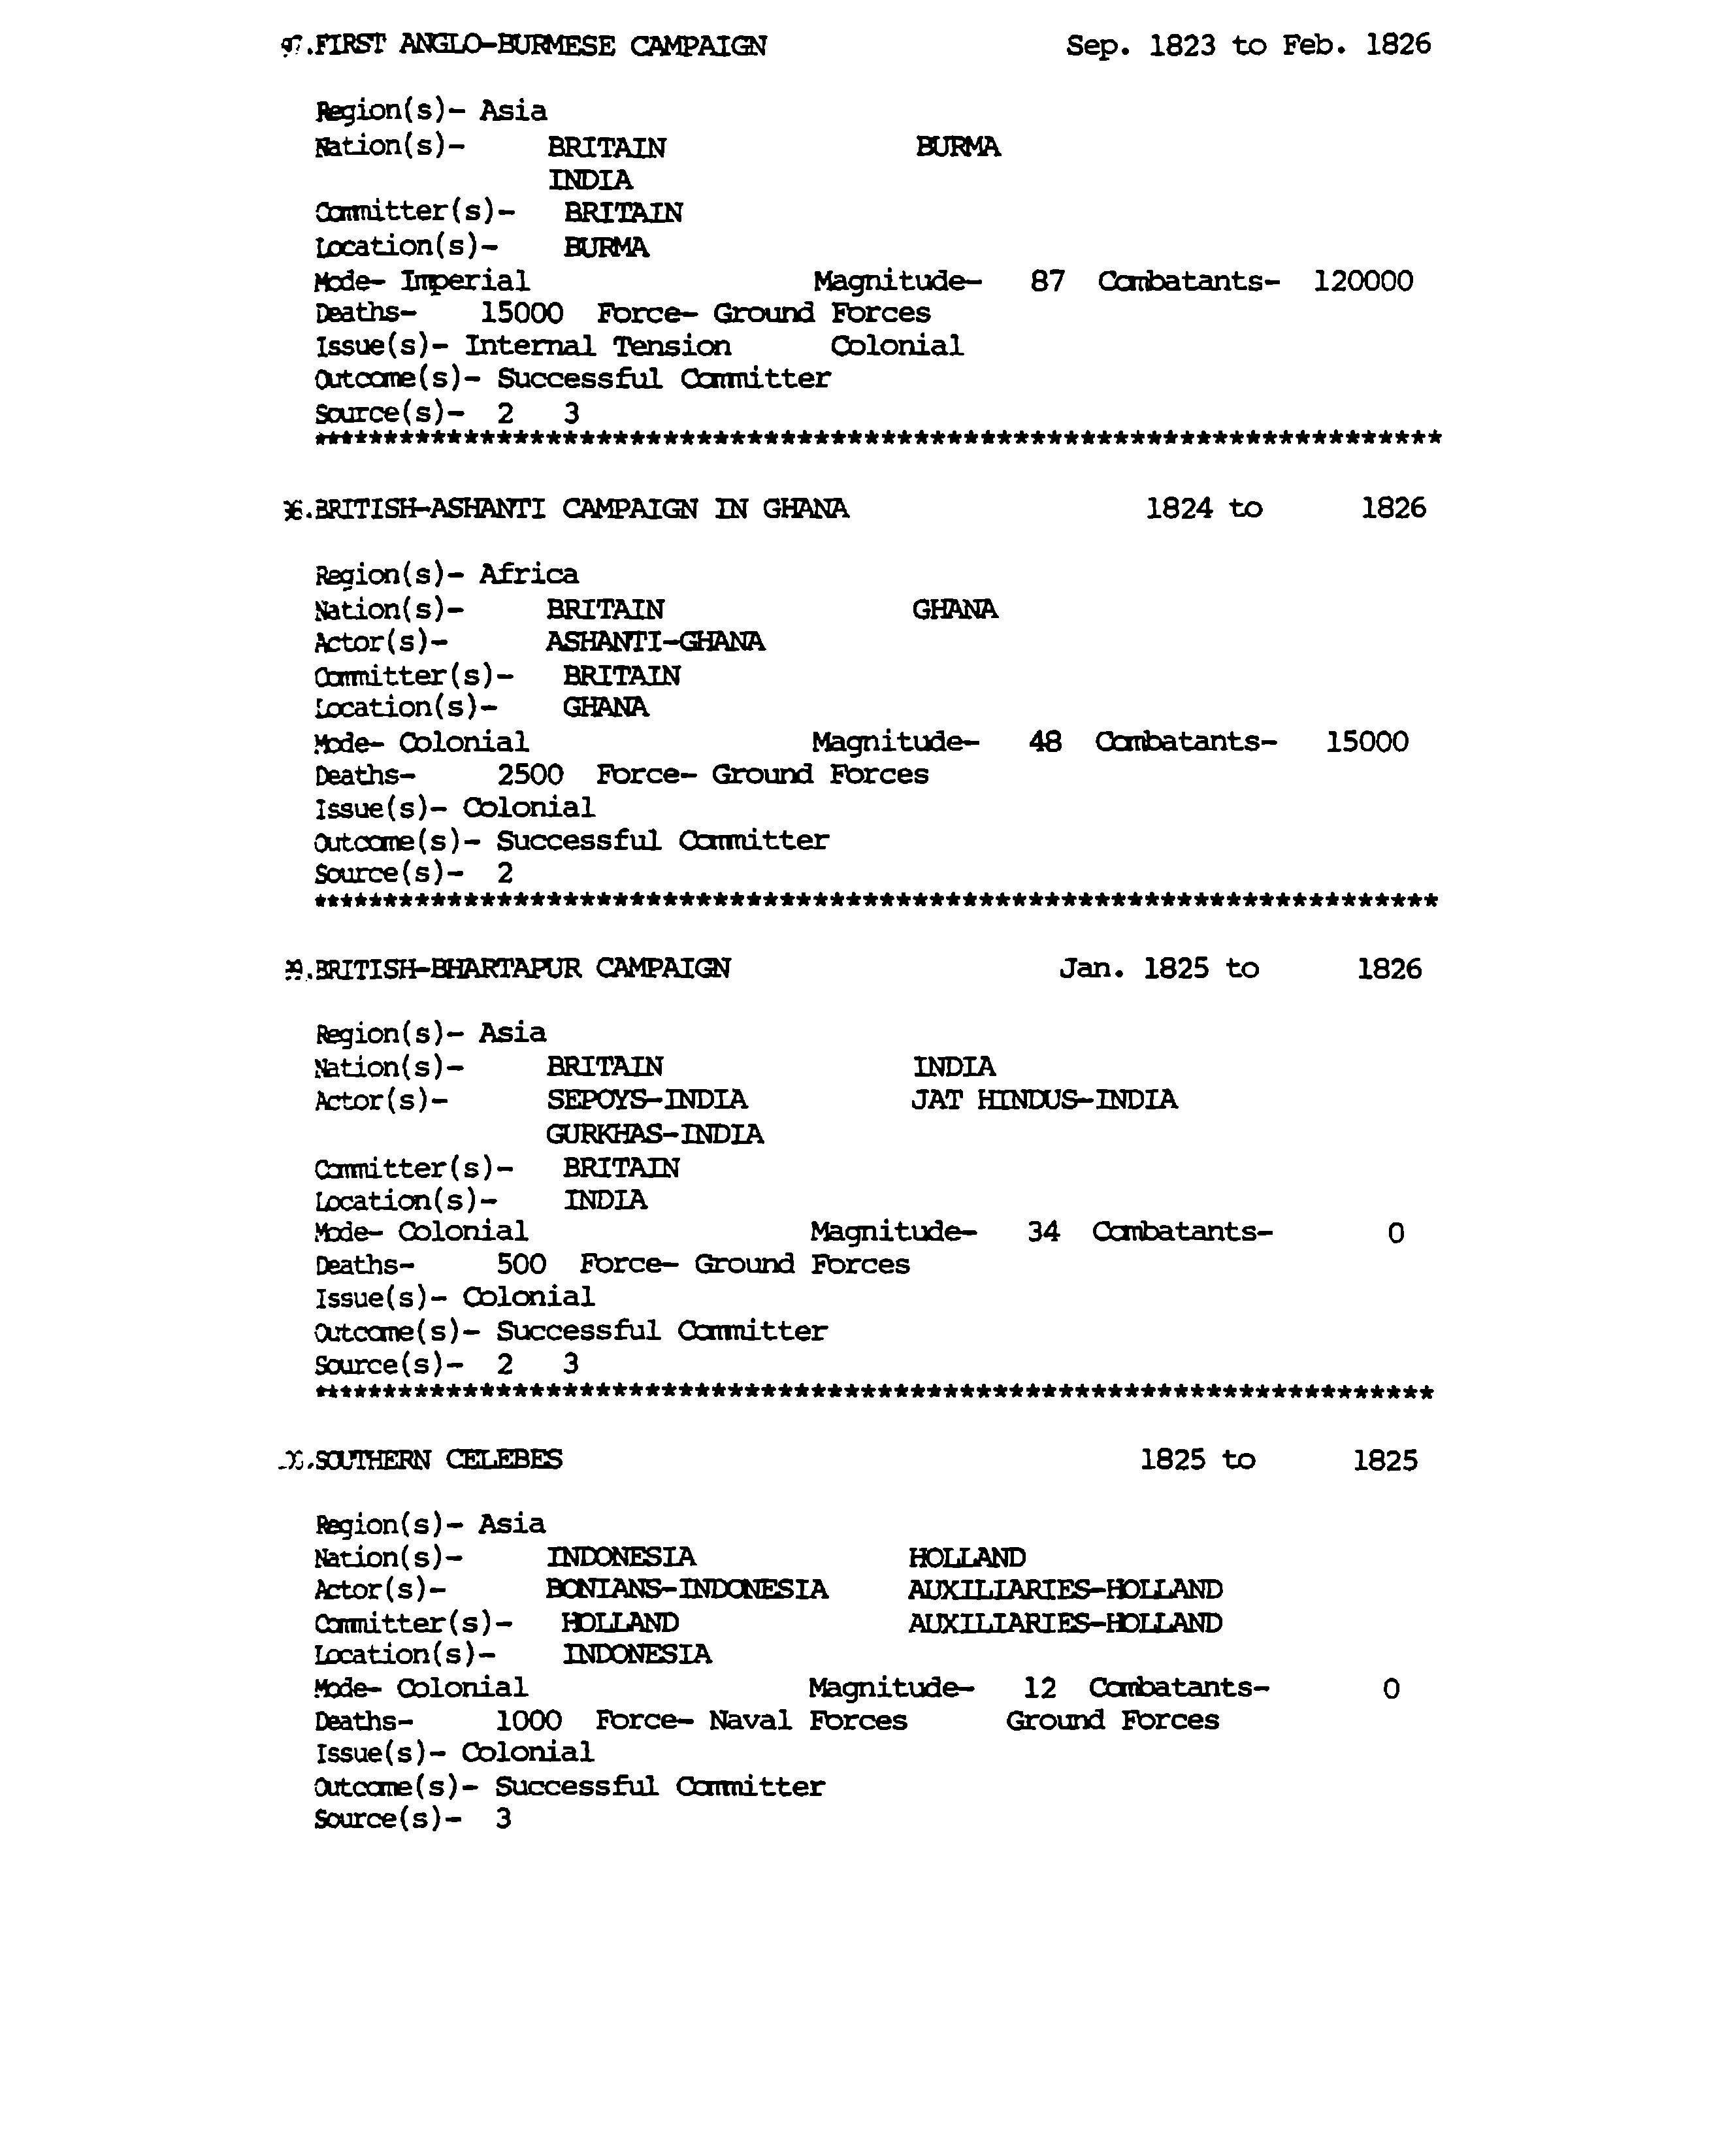 97.FIRST ANGLO-BURMESE CAMPAIGN Sep. 1823 to Feb. 1826
Region(s)- Asia
Nation(s)- BRITAIN BURMA
INDIA
Committer(s)- BRITAIN
Location(s)- BURMA
Mode- Imperial Magnitude- 87 Combatants- 120000
Deaths- 15000 Force- Ground Forces
Issue(s)- Internal Tension Colonial
Outcome(s)- Successful Committer
Source(s)- 2 3
********************************************************************
BRITISH-ASHANTI CAMPAIGN IN GHANA 1824 to 1826
Region(s)- Africa
Nation(s)- BRITAIN GHANA
Actor(s)- ASHANTI-GHANA
Committer(s)- BRITAIN
Location(s)- GHANA
Mode- Colonial Magnitude- 48 Combatants- 15000
Deaths- 2500 Force- Ground Forces
Issue(s)- Colonial
Outcome(s)- Successful Committer
Source(s)- 2
********************************************************************
BRITISH-BHARTAPUR CAMPAIGN Jan. 1825 to 1826
Region(s)- Asia
Nation(s)- BRITAIN INDIA
Actor(s)- SEPOYS-INDIA JAT HINDUS-INDIA
GURKHAS-INDIA
Committer(s)- BRITAIN
Location(s)- INDIA
Mode- Colonial Magnitude- 34 Combatants- 0
Deaths- 500 Force- Ground Forces
Issue(s)- Colonial
Outcome(s)- Successful Committer
Source(s)- 2 3
********************************************************************
SOUTHERN CELEBES 1825 to 1825
Region(s)- Asia
Nation(s)- INDONESIA HOLLAND
Actor(s)- BONIANS-INDONESIA AUXILIARIES-HOLLAND
Committer(s)- HOLLAND AUXILIARIES-HOLLAND
Location(s)- INDONESIA
Mode- Colonial Magnitude- 12 Combatants- 0
Deaths- 1000 Force- Naval Forces Ground Forces
Issue(s)- Colonial
Outcome(s)- Successful Committer
Source(s)- 3